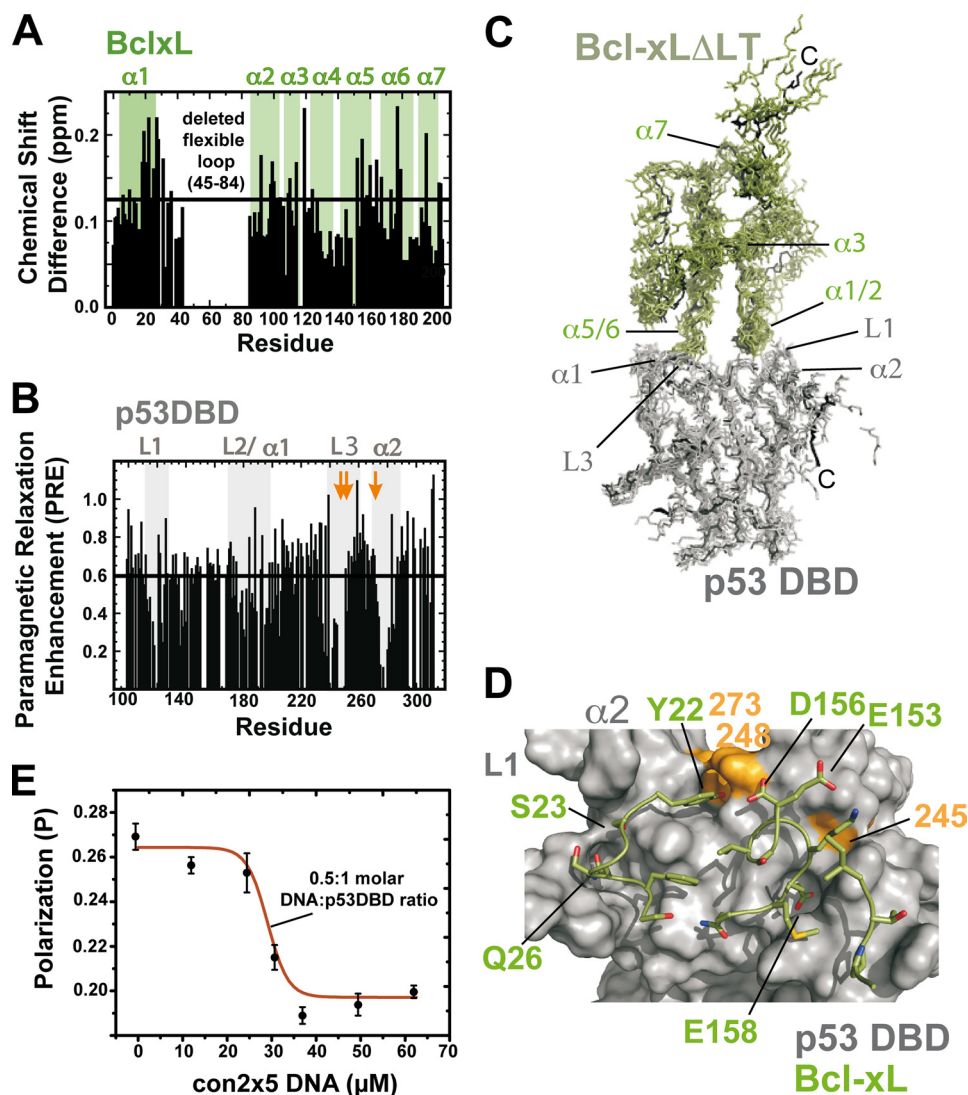 A
BclxL
α1 α2 α3 α4 α5 α6 α7
Chemical Shift
Difference (ppm)
0.2
0.1
0.0
deleted
flexible
loop
(45-84)
200
0 20 40 60 80 100 120 140 160 180 200
Residue
B
p53DBD
L1 L2/ α1 L3 α2
Paramagnetic Relaxation
Enhancement (PRE)
1.0
0.8
0.6
0.4
0.2
100 140 180 220 260 300
Residue
C
Bcl-xLΔLT
C
α7
α3
α1/2
α5/6
L1
α1
α2
L3
C
p53 DBD
D
α2
Y22
273
248
D156
E153
L1
S23
245
Q26
E158
p53 DBD
Bcl-xL
E
Polarization (P)
0.28
0.26
0.24
0.22
0.20
0.5:1 molar
DNA:p53DBD ratio
0 10 20 30 40 50 60 70
con2x5 DNA (μM)